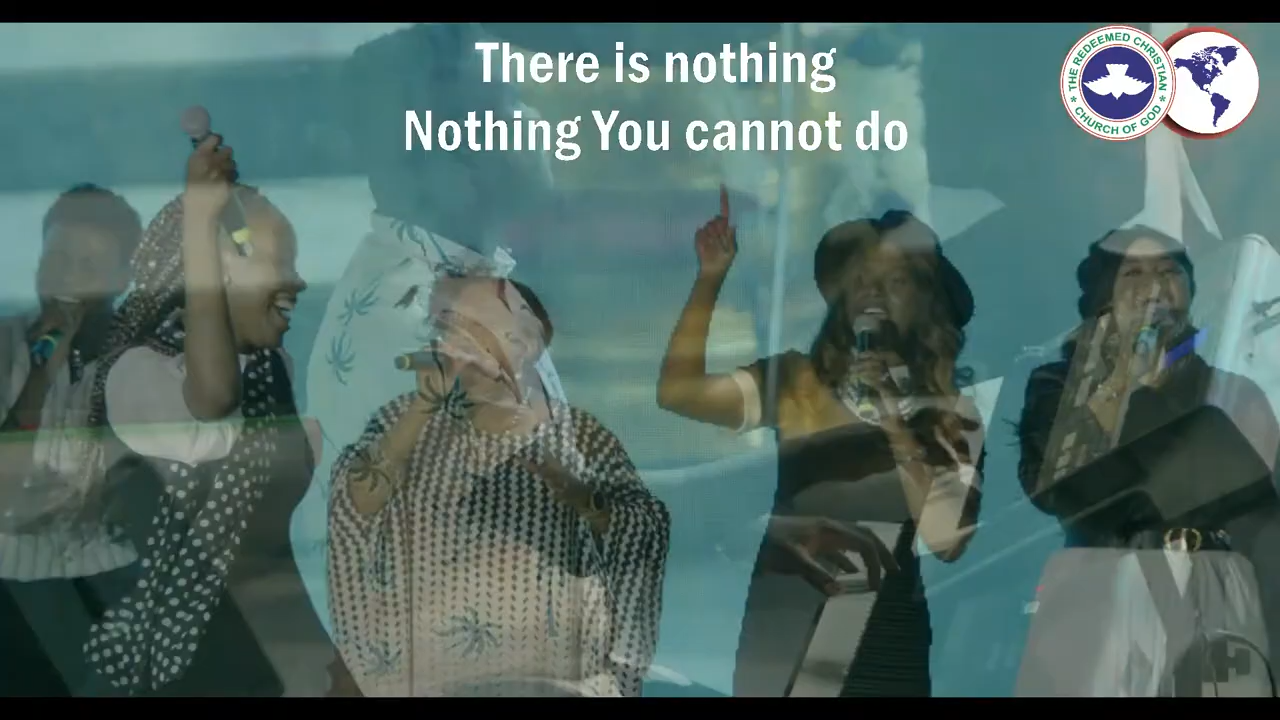 There is nothing
Nothing You cannot do
THE REDEEMED CHRISTIAN
CHURCH OF GOD